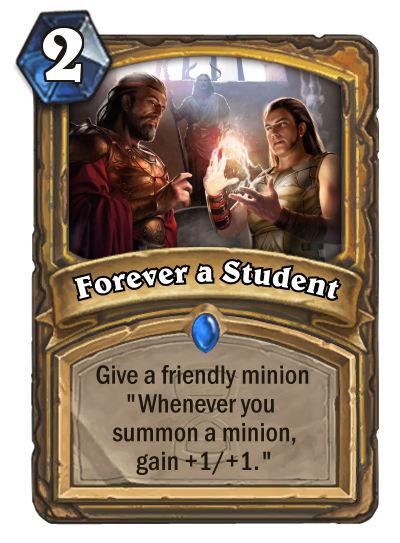 2
Forever a Student
Give a friendly minion
"Whenever you
summon a minion,
gain +1/+1."